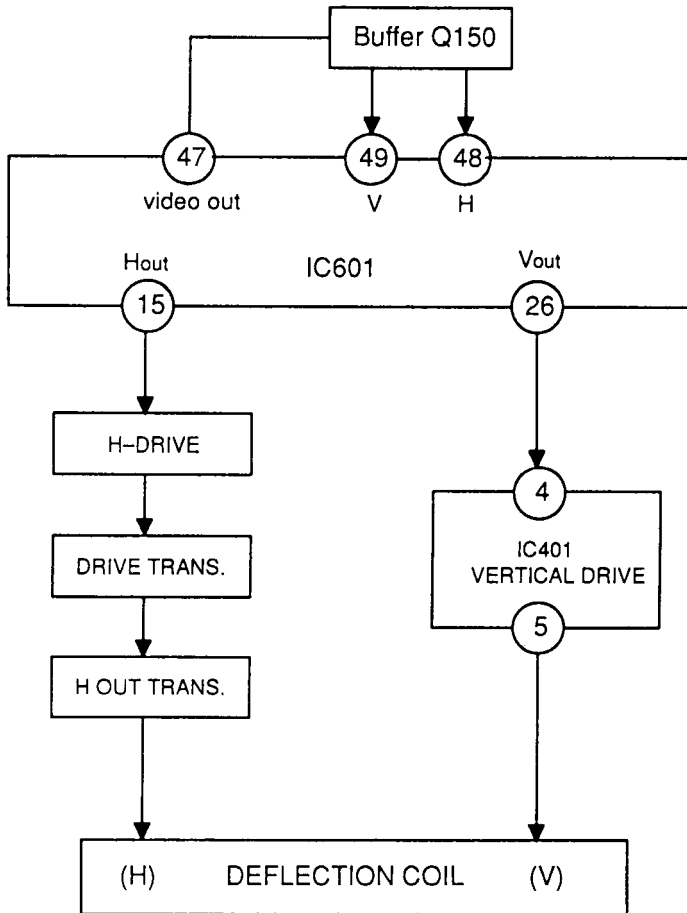 Buffer Q150
47 49 48
video out V H
Hout IC601 Vout
15 26
H-DRIVE
4
DRIVE TRANS.
IC401
VERTICAL DRIVE
5
H OUT TRANS.
(H) DEFLECTION COIL (V)